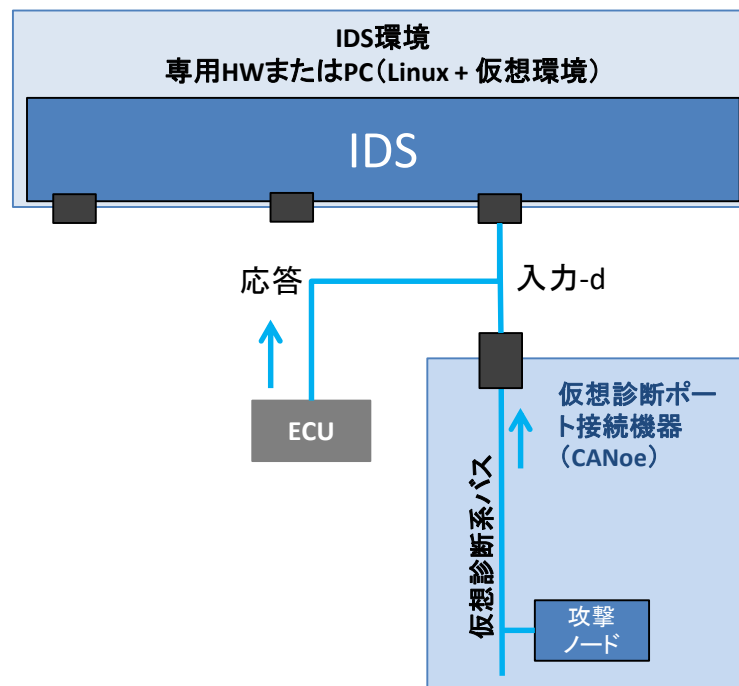 IDS環境
専用HWまたはPC（Linux + 仮想環境）
IDS
応答
入力-d
ECU
仮想診断ポー
ト接続機器
（CANoe）
仮想診断系バス
攻撃
ノード